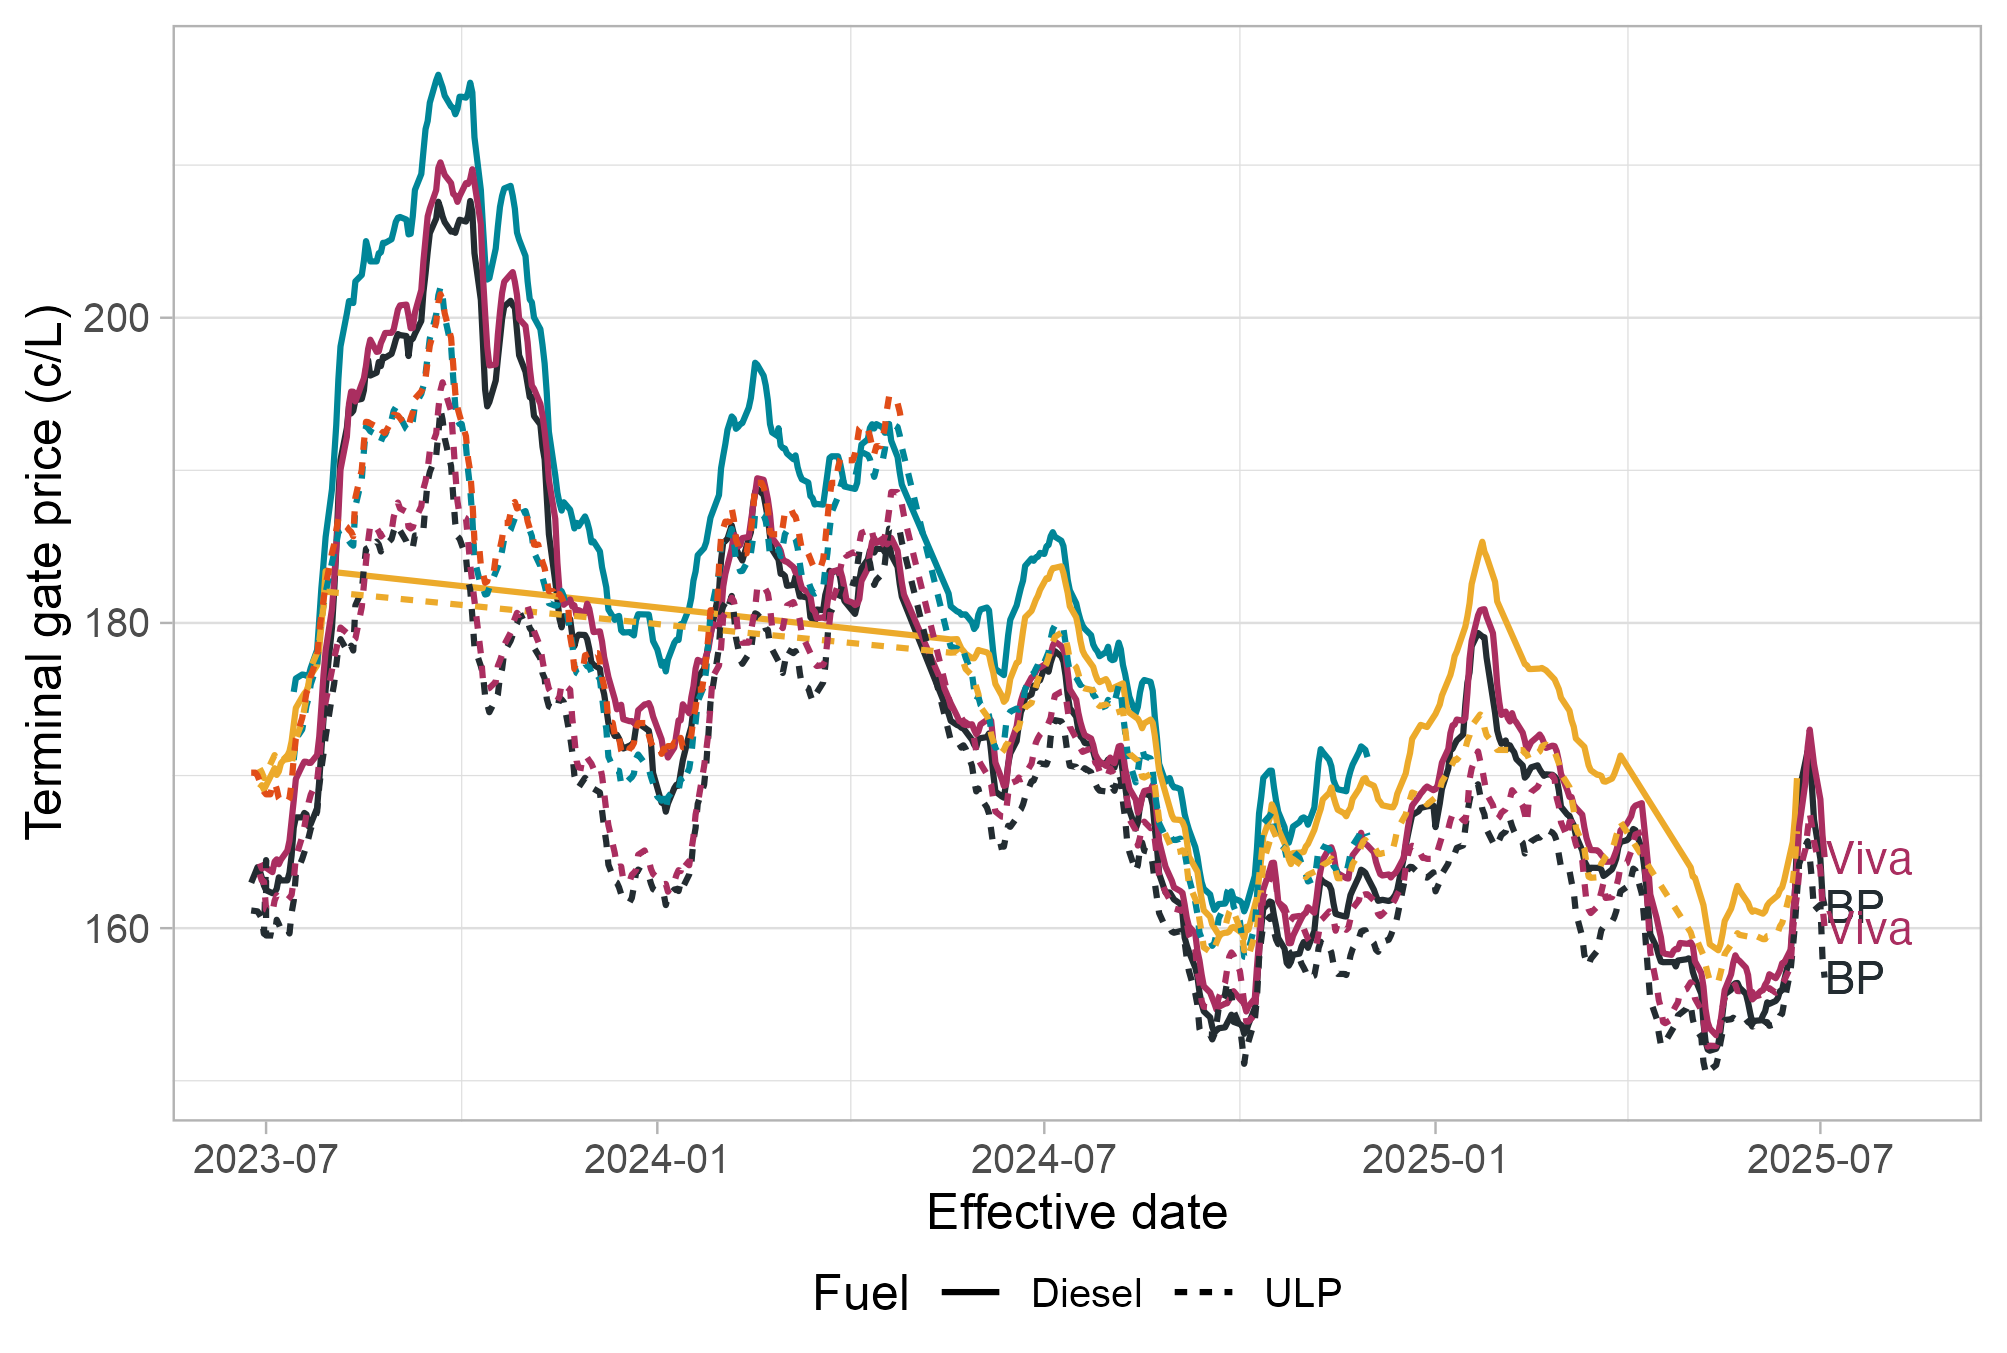 Terminal gate price (c/L)
200
180
160
Viva
BP
Viva
BP
2023-07
2024-01
2024-07
2025-01
2025-07
Effective date
Fuel
Diesel
ULP